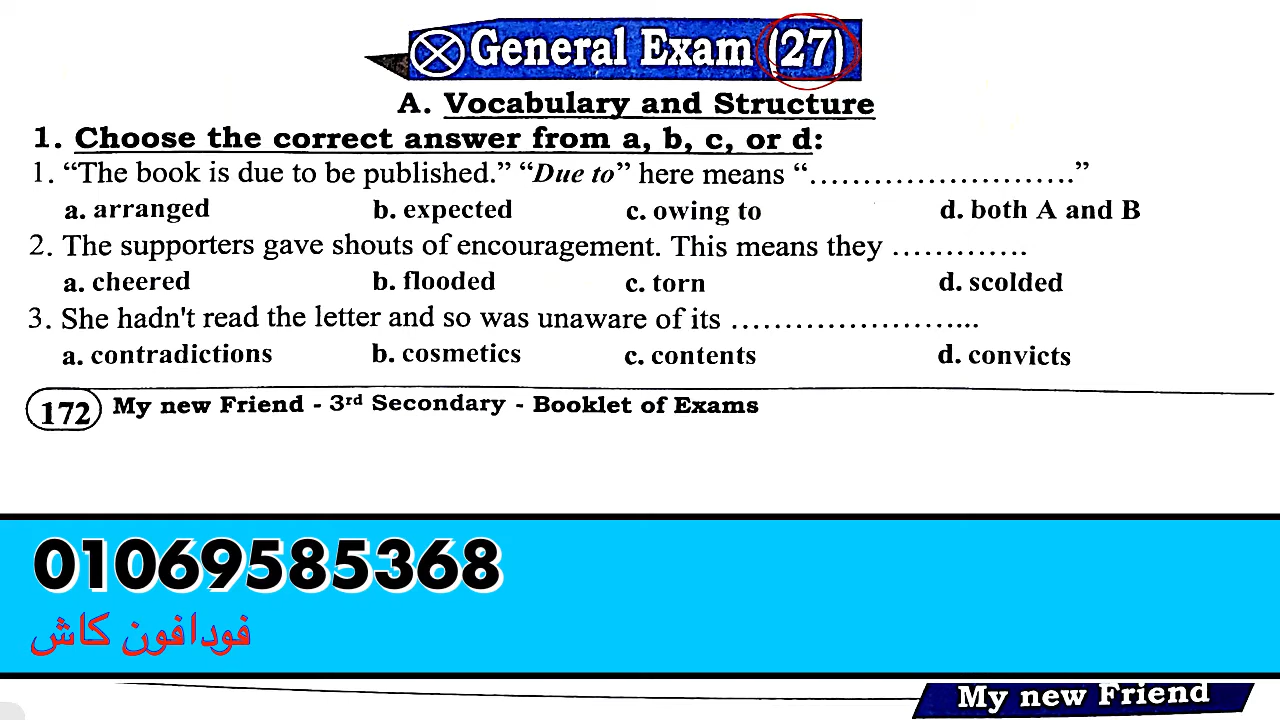 General Exam (27)
A. Vocabulary and Structure
1. Choose the correct answer from a, b, c, or d:
1. “The book is due to be published.” “Due to” here means “……………………….”
a. arranged b. expected c. owing to d. both A and B
2. The supporters gave shouts of encouragement. This means they ………….
a. cheered b. flooded c. torn d. scolded
3. She hadn't read the letter and so was unaware of its ……………………...
a. contradictions b. cosmetics c. contents d. convicts
172 My new Friend - 3rd Secondary - Booklet of Exams
01069585368
فودافون كاش
My new Friend